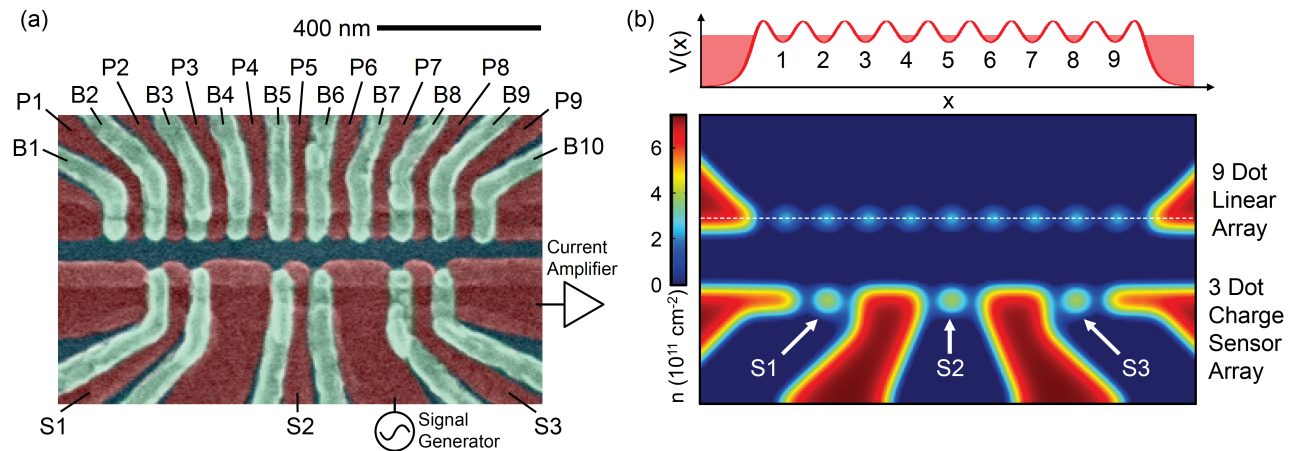 (a)
400 nm
P2 P3 P4 P5 P6 P7 P8
P1 B2 B3 B4 B5 B6 B7 B8 B9 P9
B1 B10
Current
Amplifier
S1 S2 S3
Signal
Generator
(b)
V(x)
1 2 3 4 5 6 7 8 9
x
6
4
2
0
n (10¹¹ cm⁻²)
9 Dot
Linear
Array
3 Dot
Charge
Sensor
Array
S1 S2 S3